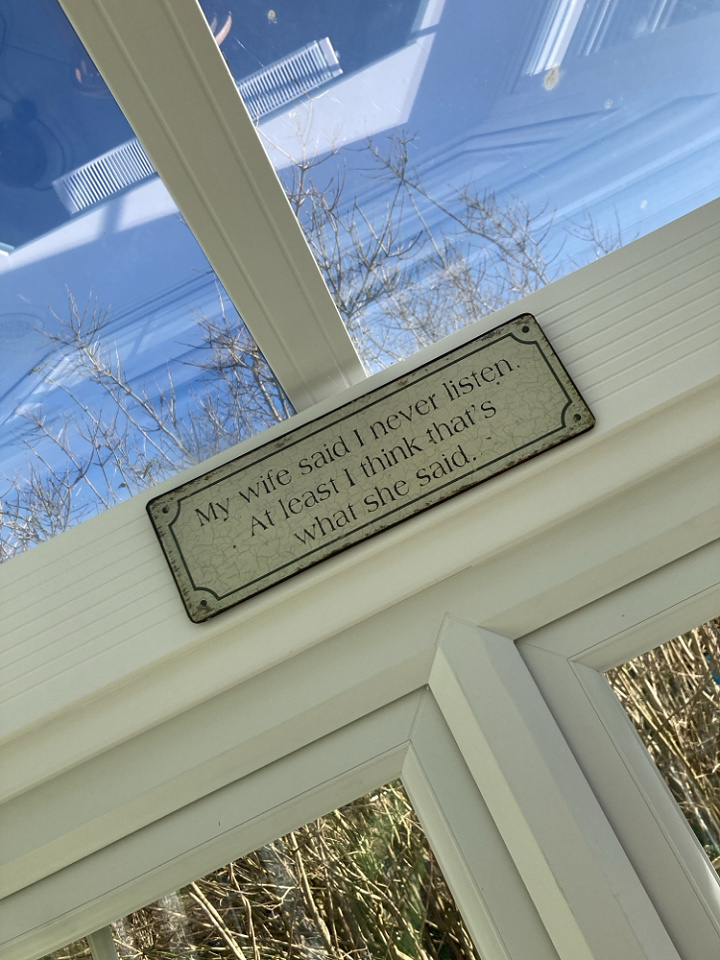 My wife said I never listen.
At least I think that's
what she said.